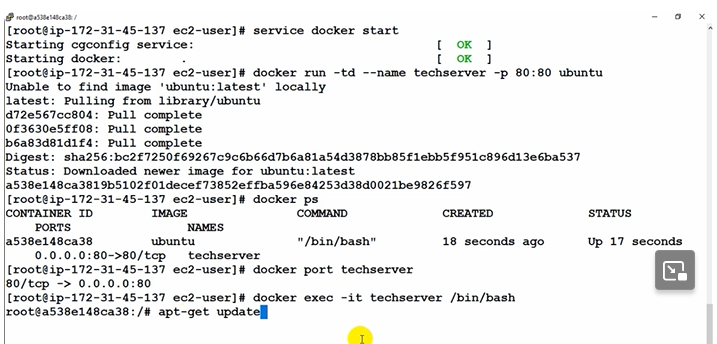 root@a538e148ca38: /
[root@ip-172-31-45-137 ec2-user]# service docker start
Starting cgconfig service:                                 [  OK  ]
Starting docker:          .                                [  OK  ]
[root@ip-172-31-45-137 ec2-user]# docker run -td --name techserver -p 80:80 ubuntu
Unable to find image 'ubuntu:latest' locally
latest: Pulling from library/ubuntu
d72e567cc804: Pull complete
0f3630e5ff08: Pull complete
b6a83d81d1f4: Pull complete
Digest: sha256:bc2f7250f69267c9c6b66d7b6a81a54d3878bb85f1ebb5f951c896d13e6ba537
Status: Downloaded newer image for ubuntu:latest
a538e148ca3819b5102f01decef73852effba596e84253d38d0021be9826f597
[root@ip-172-31-45-137 ec2-user]# docker ps
CONTAINER ID        IMAGE               COMMAND             CREATED             STATUS
    PORTS                NAMES
a538e148ca38        ubuntu              "/bin/bash"         18 seconds ago      Up 17 seconds
    0.0.0.0:80->80/tcp   techserver
[root@ip-172-31-45-137 ec2-user]# docker port techserver
80/tcp -> 0.0.0.0:80
[root@ip-172-31-45-137 ec2-user]# docker exec -it techserver /bin/bash
root@a538e148ca38:/# apt-get update